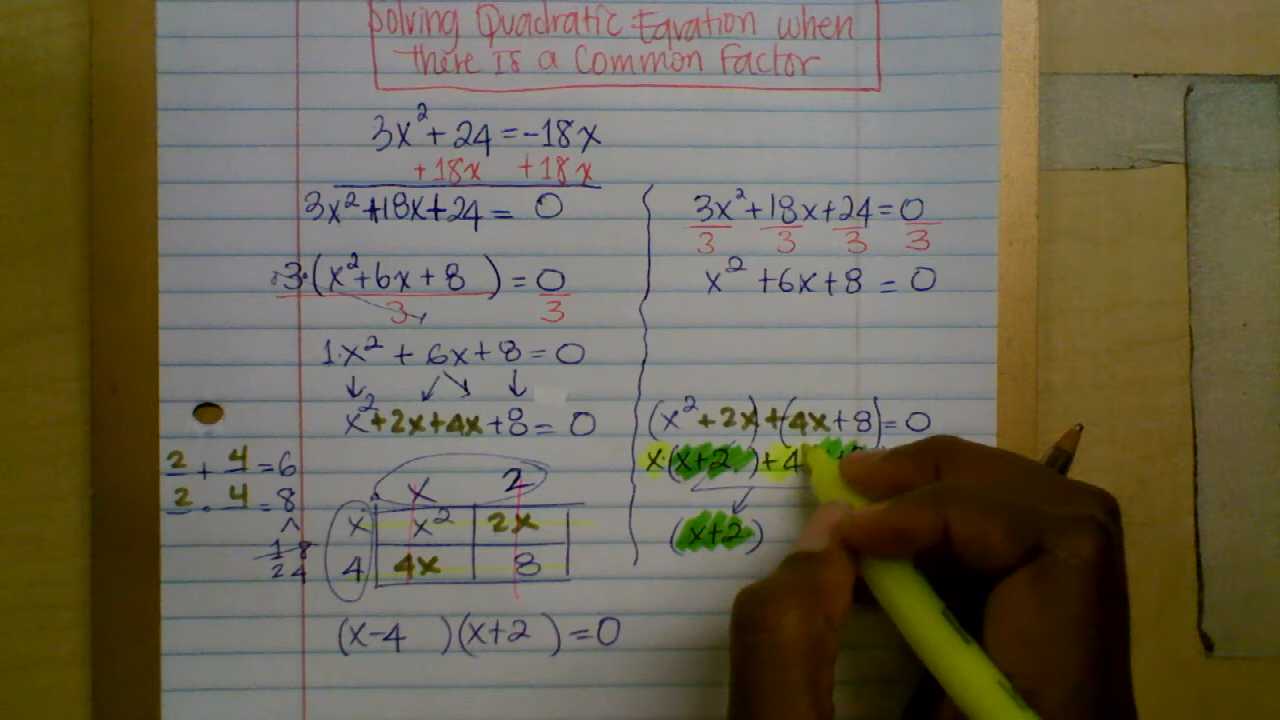 Solving Quadratic Equation when
there Is a Common Factor
3x² + 24 = -18x
+18x +18x
3x² +18x+24 = 0
3·(x²+6x+8) = 0
3 3
1·x² + 6x+8=0
x²+2x+4x+8=0
2 + 4 =6
2 . 4 =8
1 8
2 4
x 2
x x² 2x
4 4x 8
(x-4)(x+2)=0
3x²+18x+24=0
3 3 3 3
x² +6x+8 = 0
(x²+2x)+(4x+8)=0
x·(x+2)+4
(x+2)